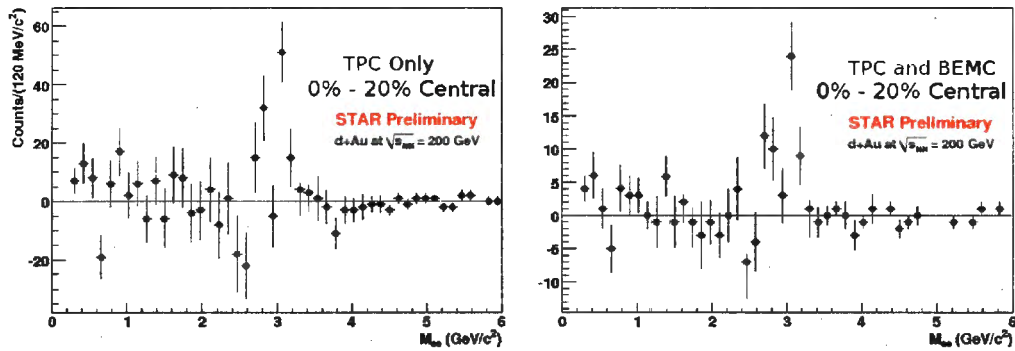 60
40
20
0
-20
Counts/(120 MeV/c²)
TPC Only
0% - 20% Central
STAR Preliminary
d+Au at √sNN = 200 GeV
0 1 2 3 4 5 6
Mee (GeV/c²)
30
25
20
15
10
5
0
-5
-10
TPC and BEMC
0% - 20% Central
STAR Preliminary
d+Au at √sNN = 200 GeV
0 1 2 3 4 5 6
Mee (GeV/c²)